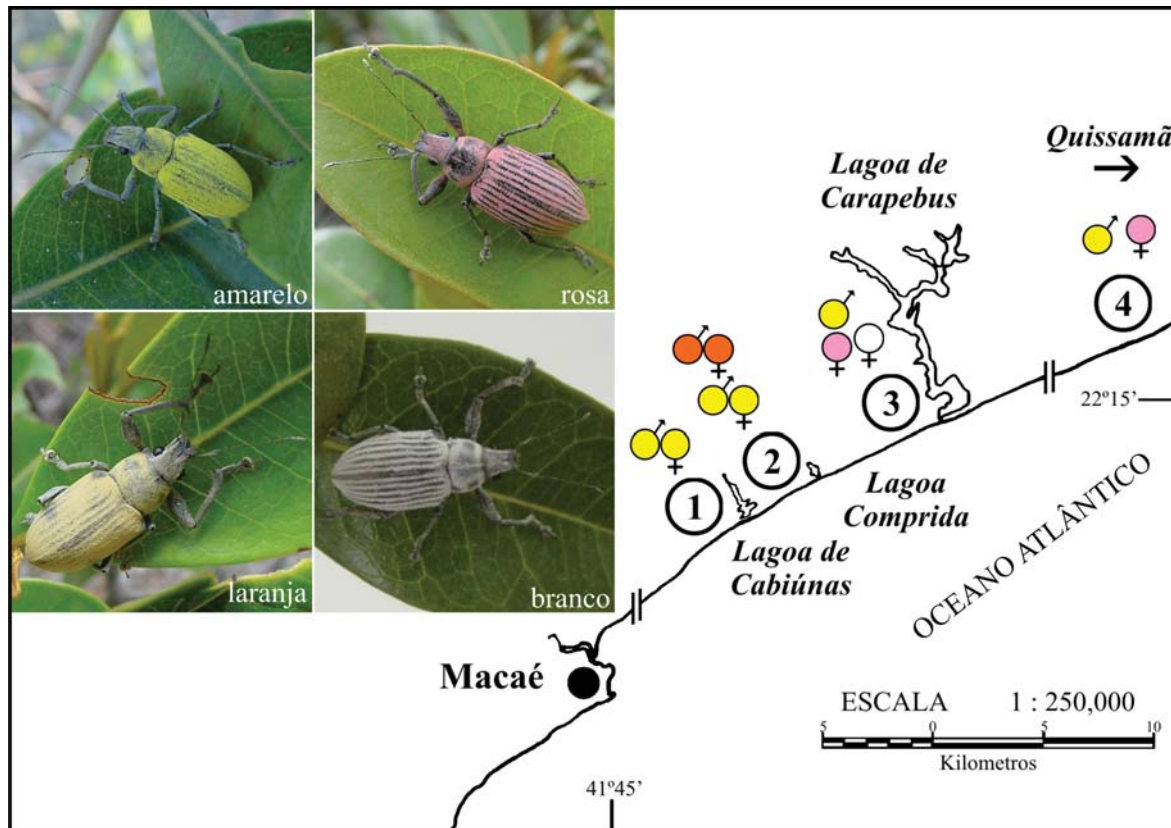 amarelo
rosa
laranja
branco
Quissamã
Lagoa de
Carapebus
4
3
22º15’
2
1
Lagoa
Comprida
Lagoa de
Cabiúnas
OCEANO ATLÂNTICO
Macaé
ESCALA 1 : 250,000
5 0 5 10
Kilometros
41º45’